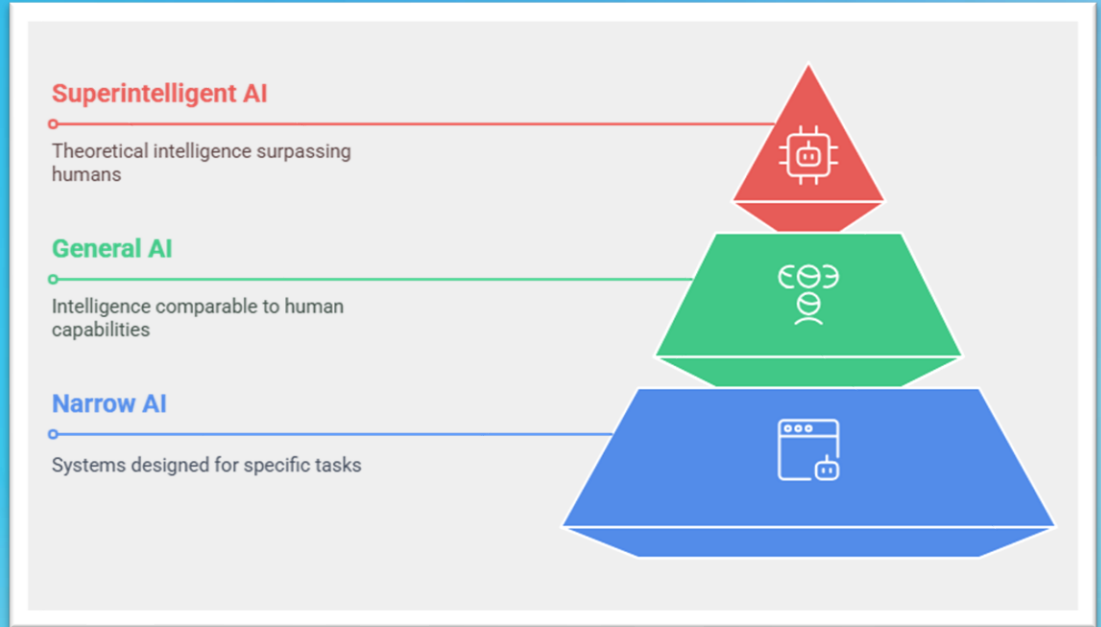 Superintelligent AI
Theoretical intelligence surpassing
humans
General AI
Intelligence comparable to human
capabilities
Narrow AI
Systems designed for specific tasks